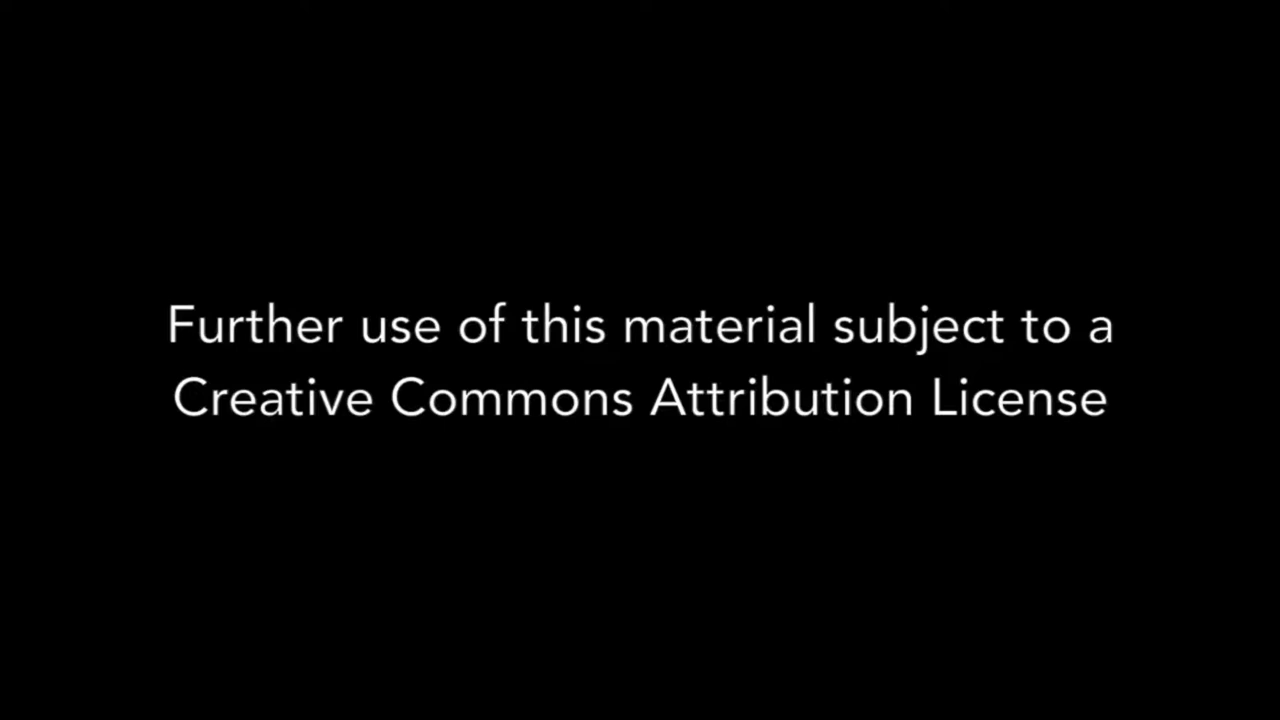 Further use of this material subject to a
Creative Commons Attribution License